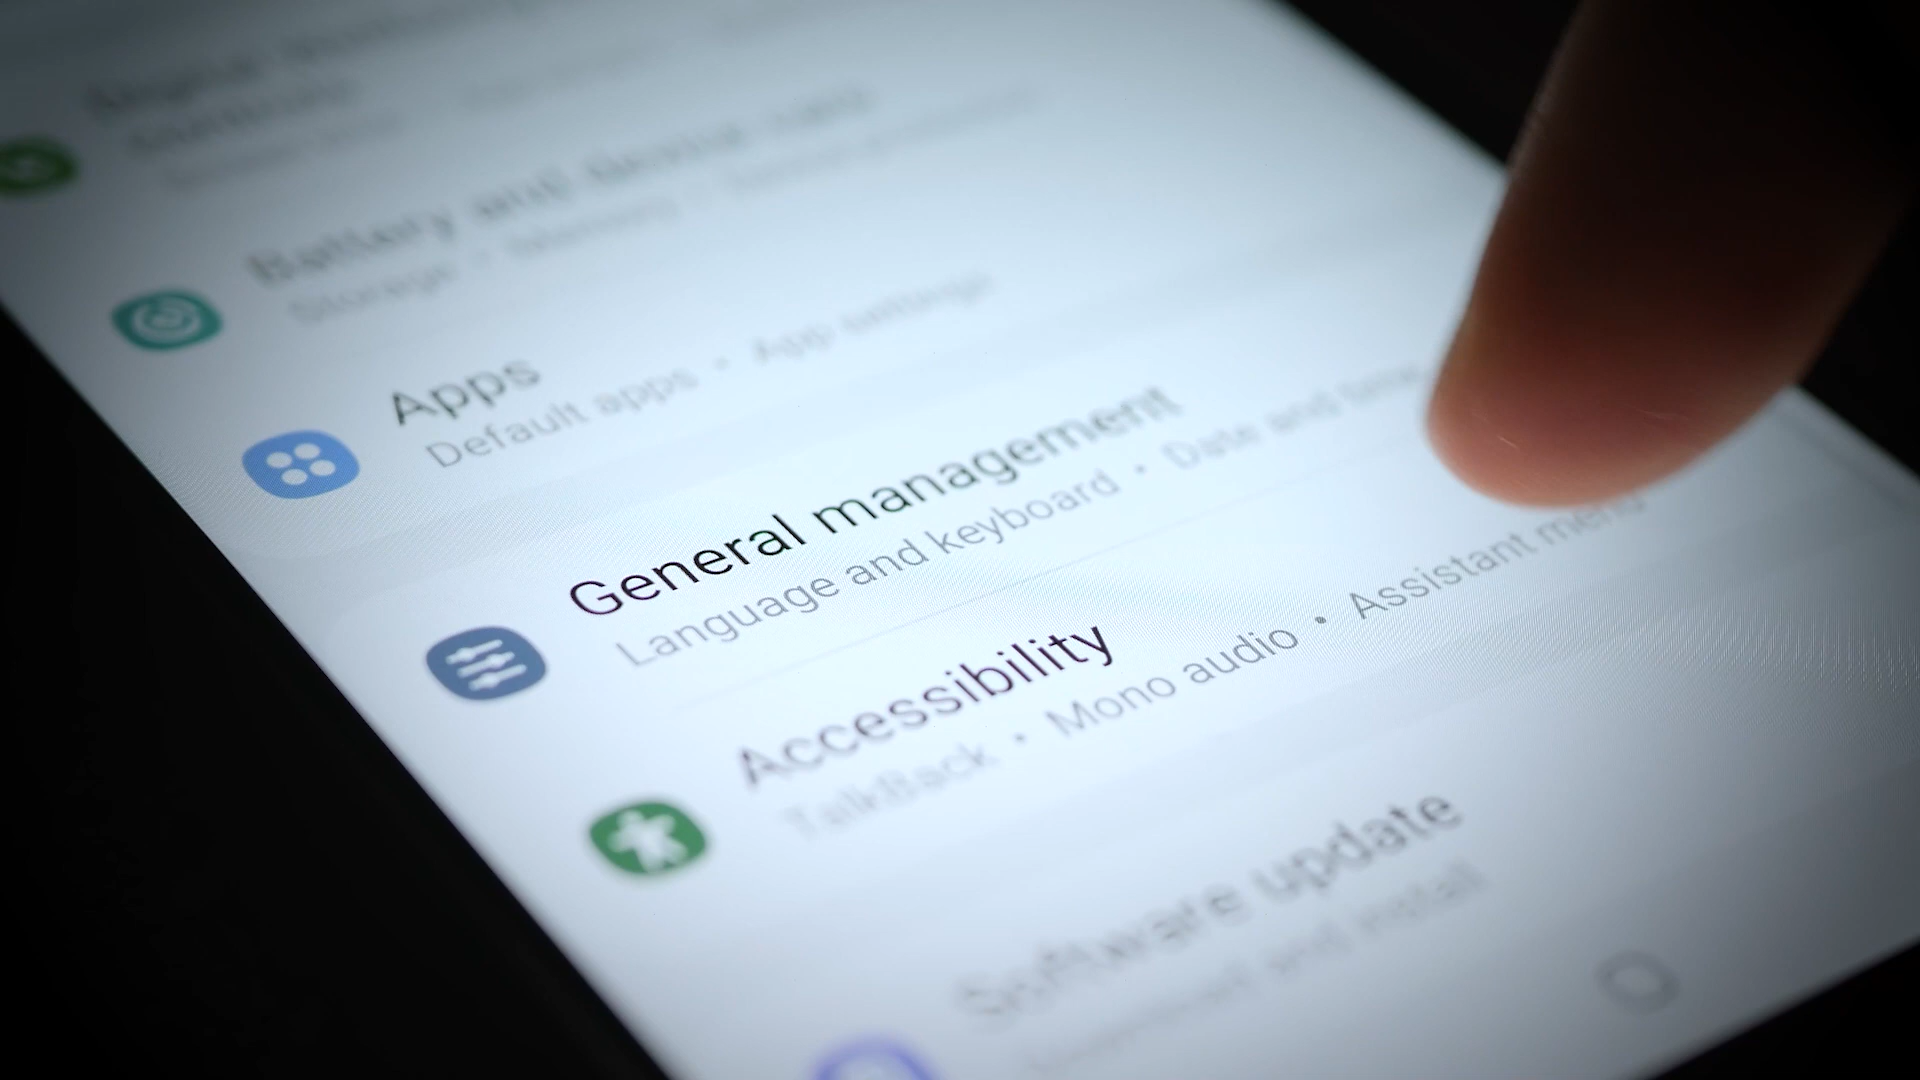 Battery and device care
Storage • Memory •
Apps
Default apps • App settings
General management
Language and keyboard • Date and time
Accessibility
TalkBack • Mono audio • Assistant menu
Software update
Download and install